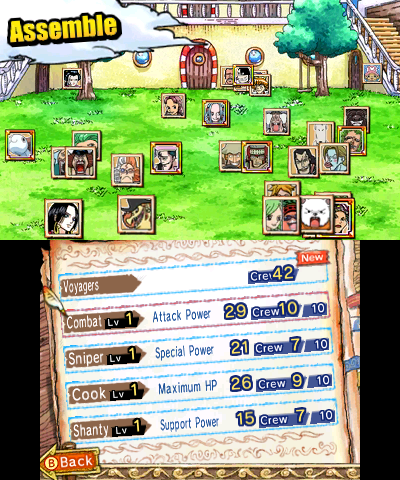 Assemble
New
Voyagers Crew 42
Combat Lv 1 Attack Power 29 Crew 10 / 10
Sniper Lv 1 Special Power 21 Crew 7 / 10
Cook Lv 1 Maximum HP 26 Crew 9 / 10
Shanty Lv 1 Support Power 15 Crew 7 / 10
B Back